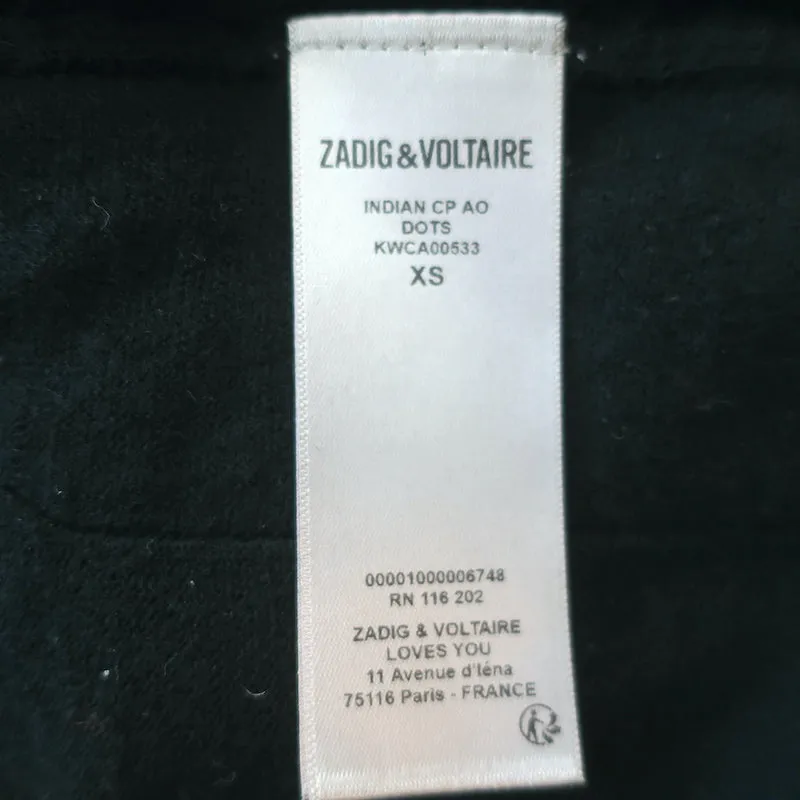 ZADIG&VOLTAIRE
INDIAN CP AO
DOTS
KWCA00533
XS
00001000006748
RN 116 202
ZADIG & VOLTAIRE
LOVES YOU
11 Avenue d'Iéna
75116 Paris - FRANCE